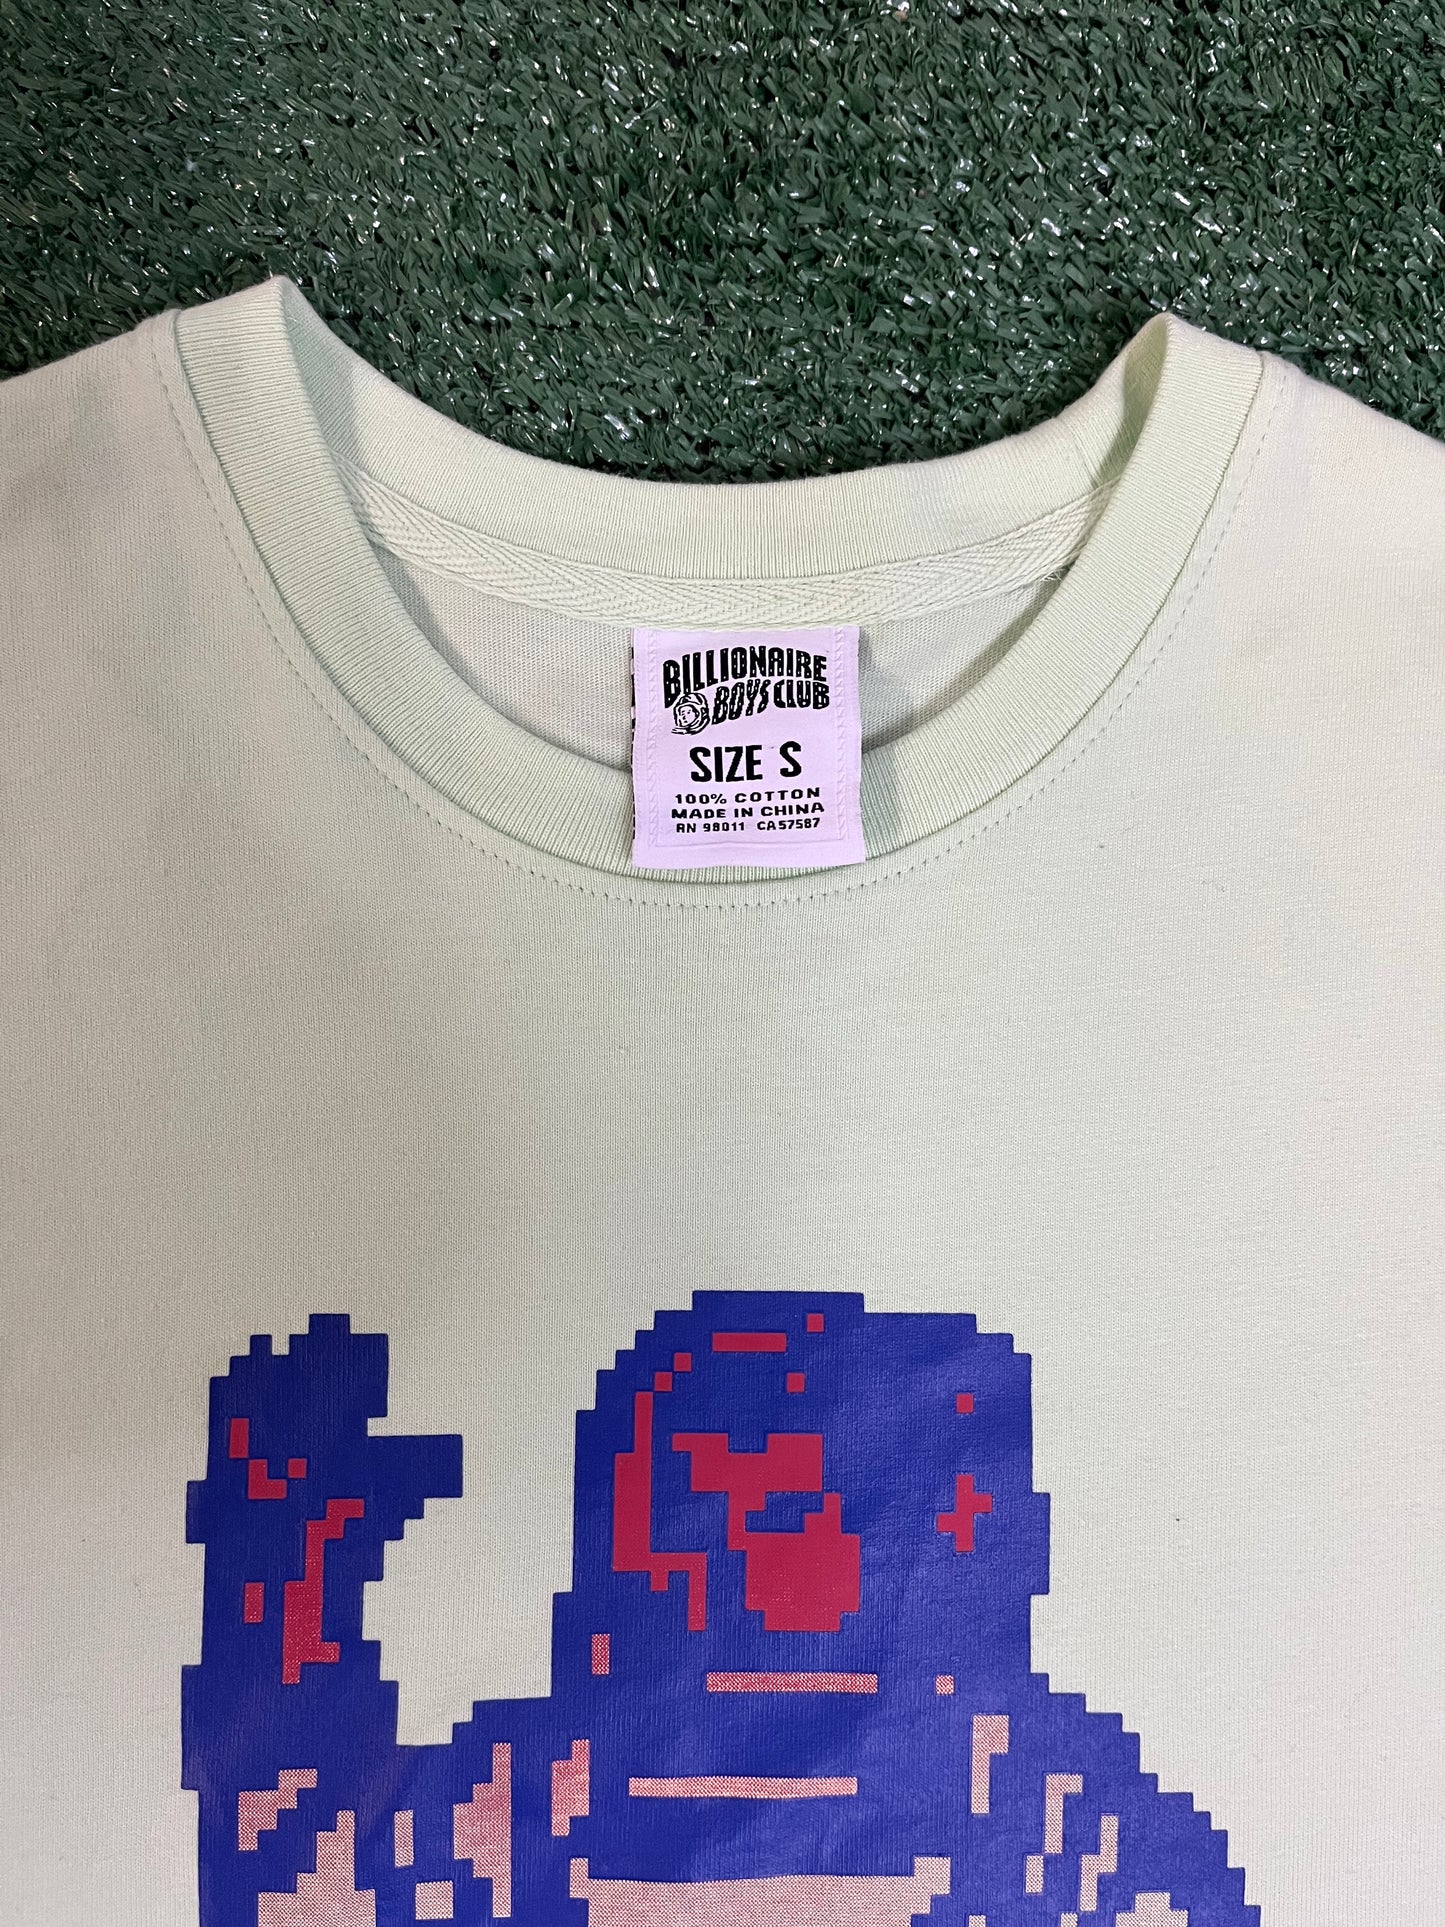 BILLIONAIRE
BOYS CLUB
SIZE S
100% COTTON
MADE IN CHINA
RN 98011 CA57587